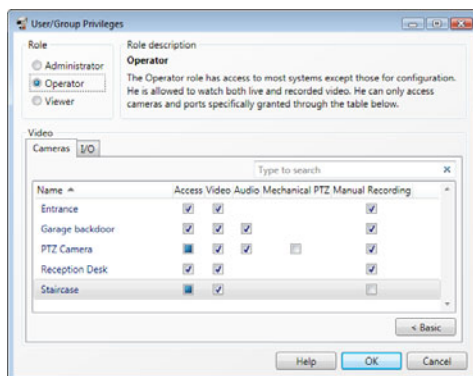 User/Group Privileges
Role
Administrator
Operator
Viewer
Role description
Operator
The Operator role has access to most systems except those for configuration.
He is allowed to watch both live and recorded video. He can only access
cameras and ports specifically granted through the table below.
Video
Cameras I/O
Type to search
Name Access Video Audio Mechanical PTZ Manual Recording
Entrance
Garage backdoor
PTZ Camera
Reception Desk
Staircase
< Basic
Help OK Cancel